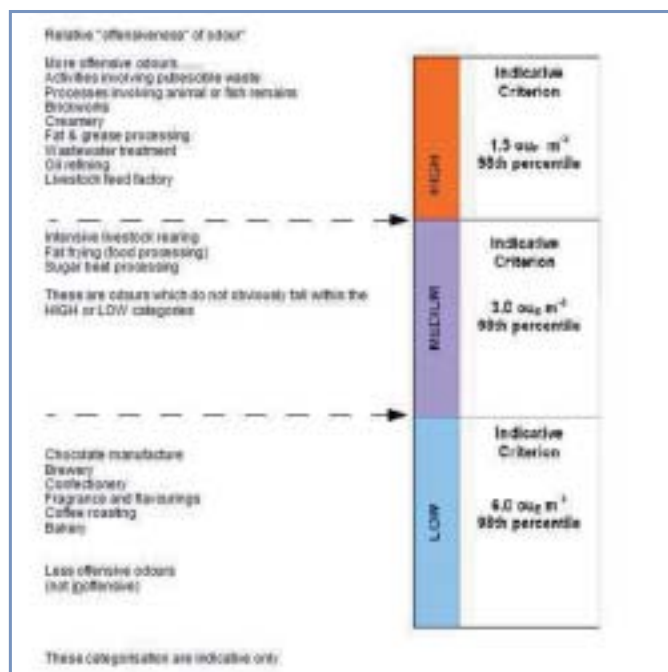 Relative "offensiveness" of odour"
More offensive odours......
Activities involving putrescible waste
Processes involving animal or fish remains
Brickworks
Creamery
Fat & grease processing
Wastewater treatment
Oil refining
Livestock feed factory
Intensive livestock rearing
Fat frying (food processing)
Sugar beet processing
These are odours which do not obviously fall within the
HIGH or LOW categories
Chocolate manufacture
Brewery
Confectionery
Fragrance and flavourings
Coffee roasting
Bakery
Less offensive odours
(not
These categorisation are indicative only
HIGH
Indicative
Criterion
1.5 ouE m-3
98th percentile
MEDIUM
Indicative
Criterion
3.0 ouE m-3
98th percentile
LOW
Indicative
Criterion
6.0 ouE m-3
98th percentile